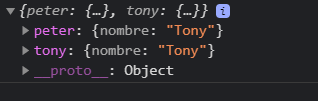 ▼ {peter: {…}, tony: {…}} i
▶ peter: {nombre: "Tony"}
▶ tony: {nombre: "Tony"}
▶ __proto__: Object